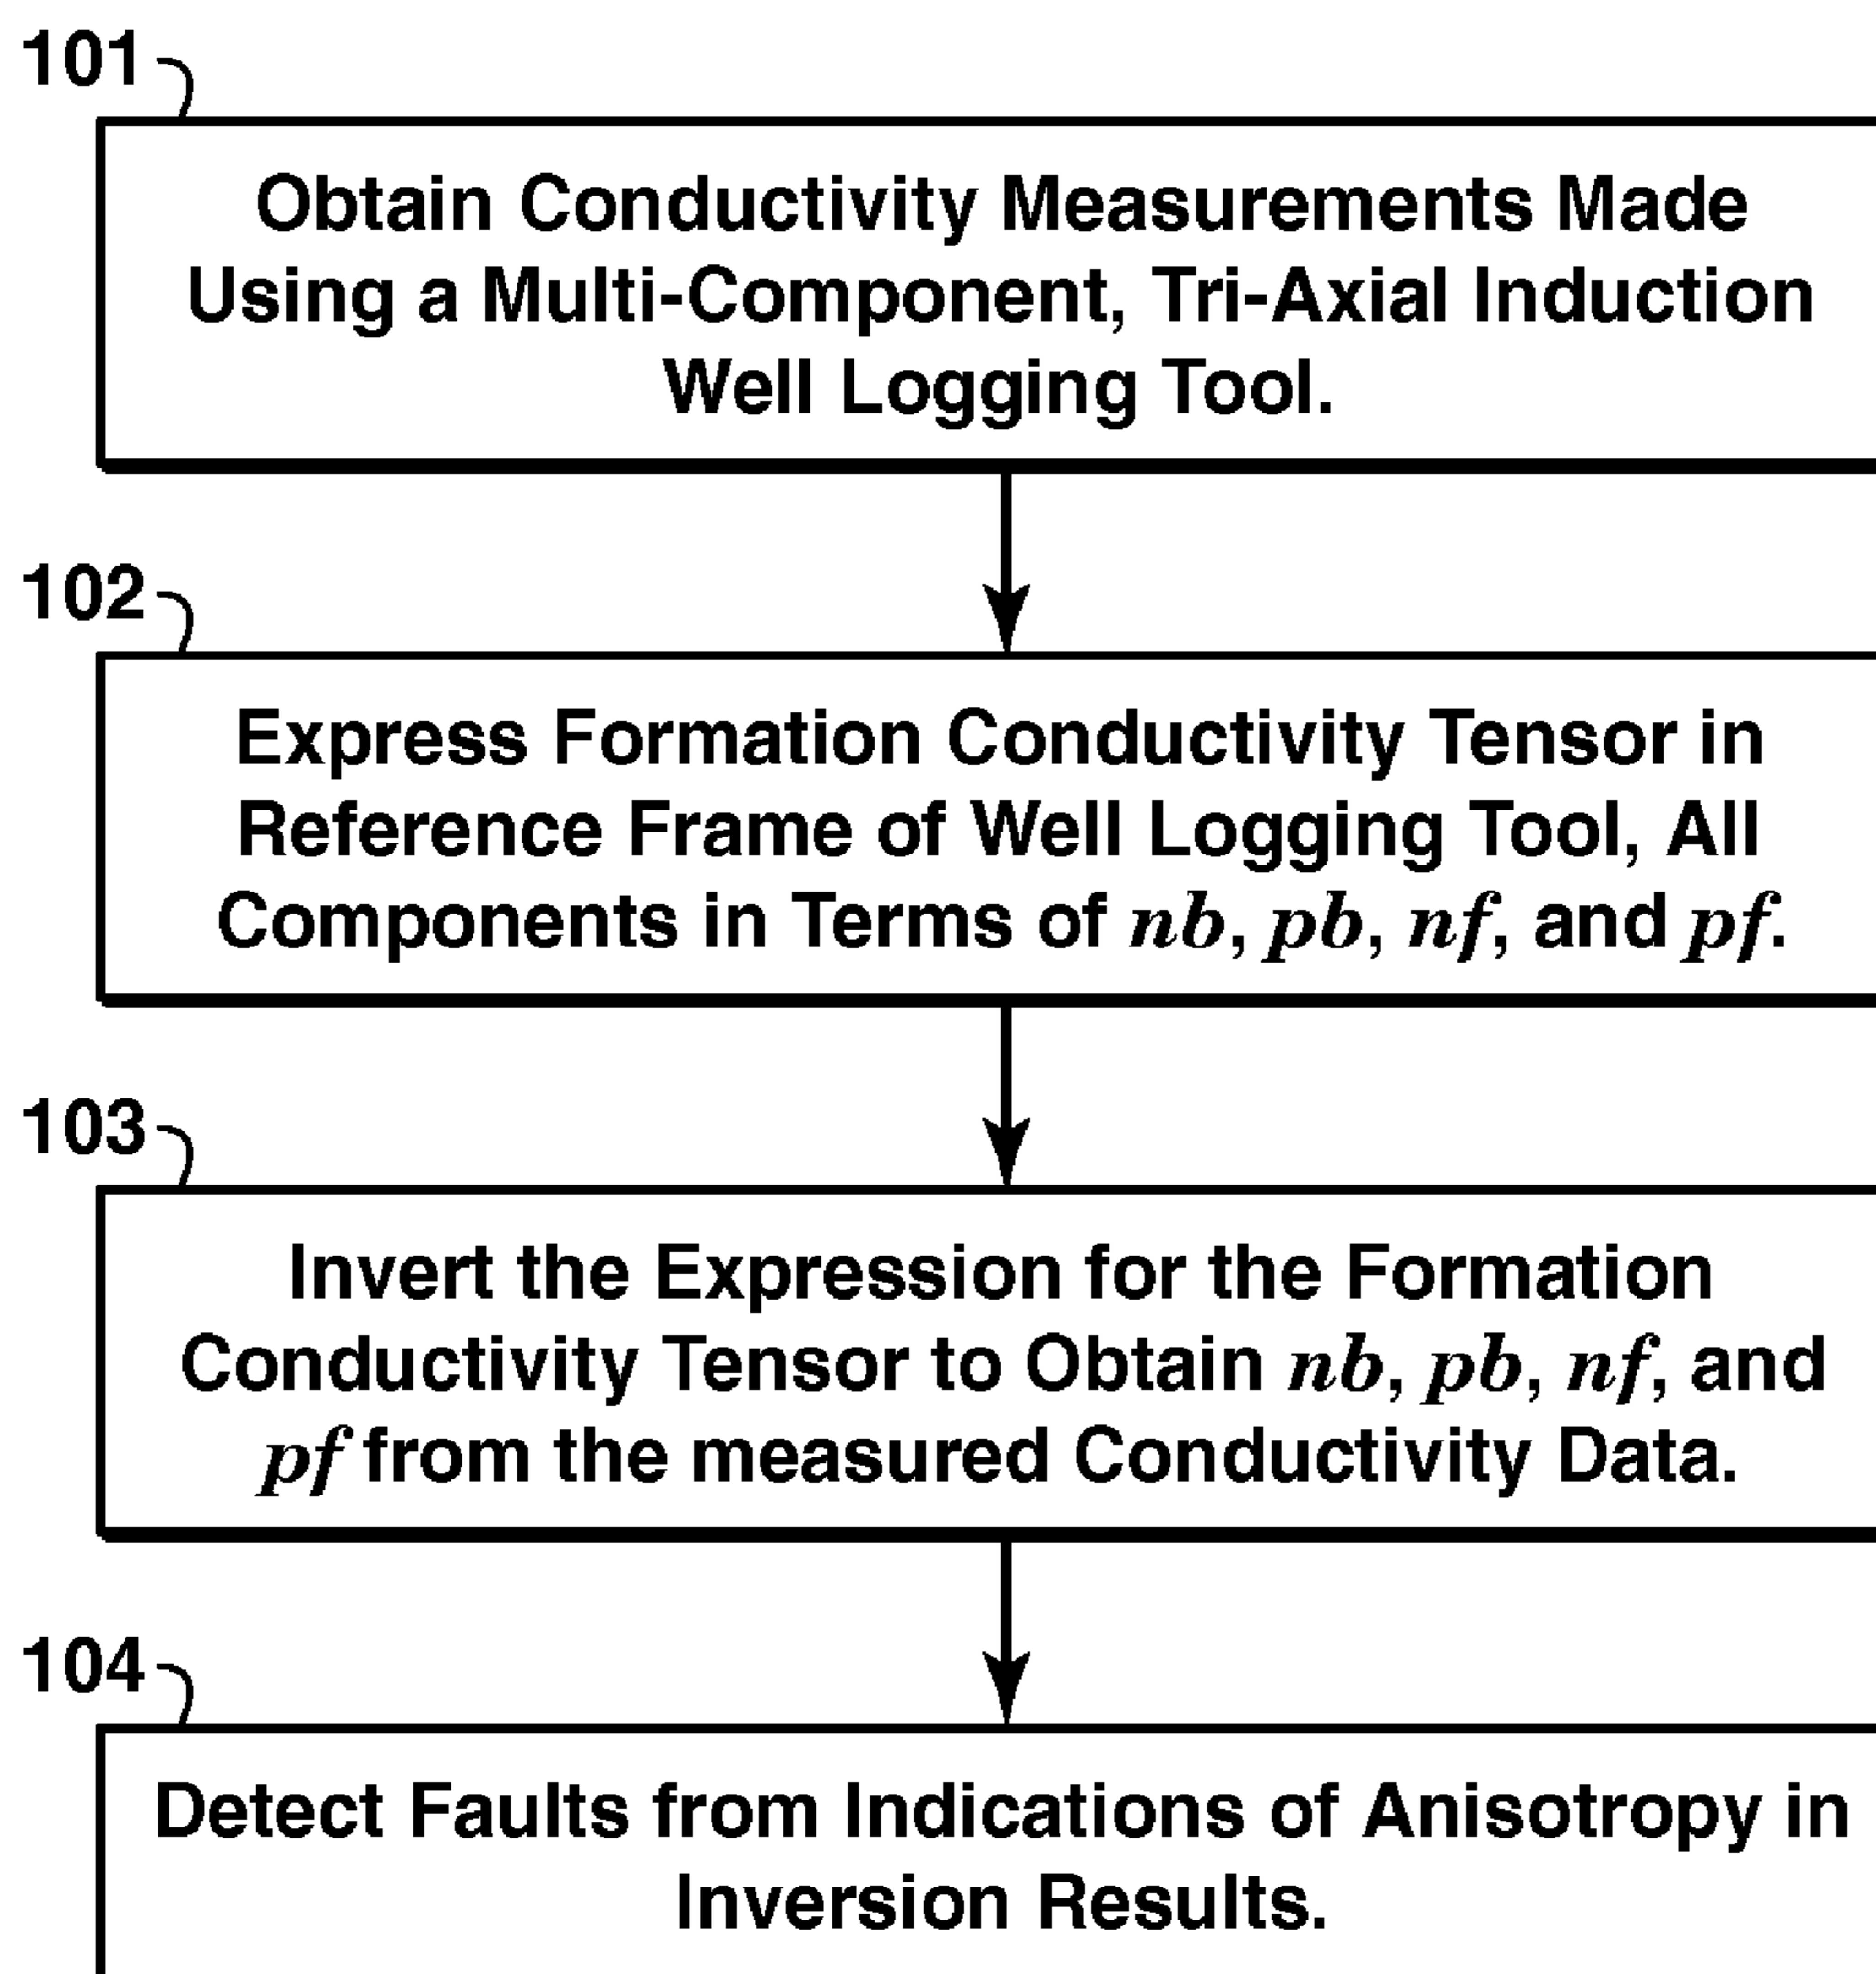 101
Obtain Conductivity Measurements Made
Using a Multi-Component, Tri-Axial Induction
Well Logging Tool.
102
Express Formation Conductivity Tensor in
Reference Frame of Well Logging Tool, All
Components in Terms of nb, pb, nf, and pf.
103
Invert the Expression for the Formation
Conductivity Tensor to Obtain nb, pb, nf, and
pf from the measured Conductivity Data.
104
Detect Faults from Indications of Anisotropy in
Inversion Results.